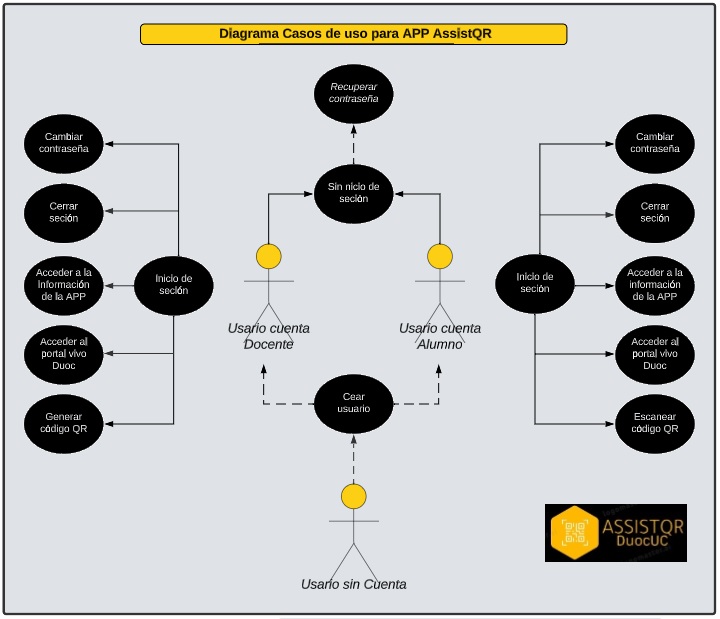 Diagrama Casos de uso para APP AssistQR
Recuperar
contraseña
Cambiar
contraseña
Cerrar
seción
Acceder a la
Información
de la APP
Acceder al
portal vivo
Duoc
Generar
código QR
Inicio de
seción
Sin nicio de
seción
Usario cuenta
Docente
Usario cuenta
Alumno
Cear
usuario
Usario sin Cuenta
Inicio de
seción
Cambiar
contraseña
Cerrar
seción
Acceder a la
información
de la APP
Acceder al
portal vivo
Duoc
Escanear
código QR
ASSISTQR
DuocUC